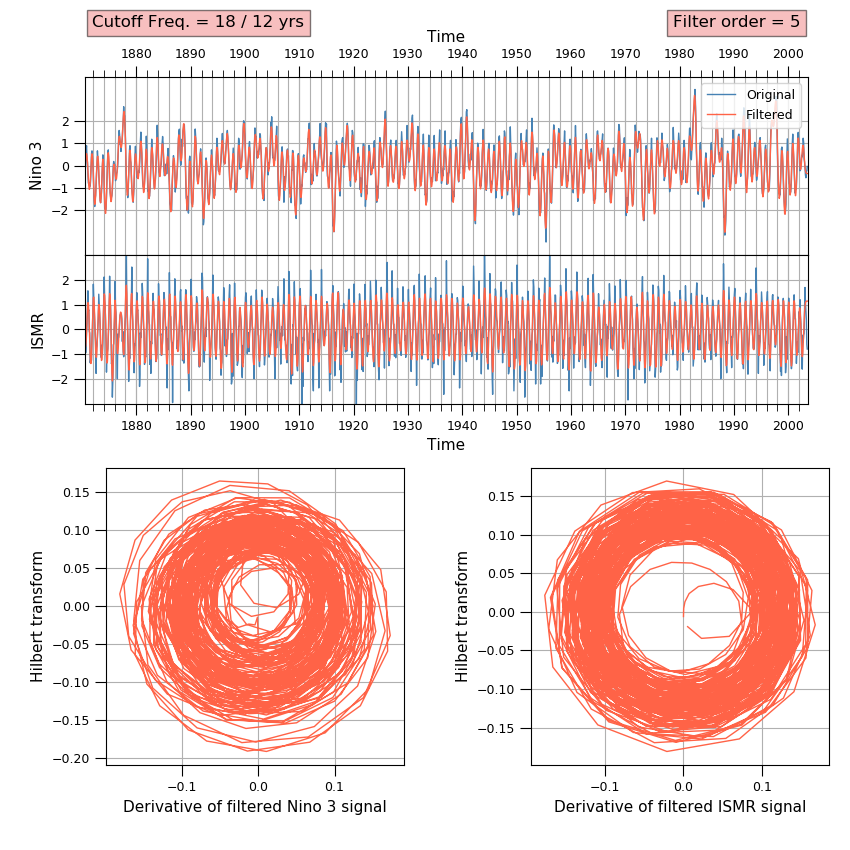 Cutoff Freq. = 18 / 12 yrs
Filter order = 5
Time
1880 1890 1900 1910 1920 1930 1940 1950 1960 1970 1980 1990 2000
Original
Filtered
Nino 3
2
1
0
−1
−2
ISMR
2
1
0
−1
−2
1880 1890 1900 1910 1920 1930 1940 1950 1960 1970 1980 1990 2000
Time
Hilbert transform
0.15
0.10
0.05
0.00
−0.05
−0.10
−0.15
−0.20
−0.1 0.0 0.1
Derivative of filtered Nino 3 signal
Hilbert transform
0.15
0.10
0.05
0.00
−0.05
−0.10
−0.15
−0.1 0.0 0.1
Derivative of filtered ISMR signal